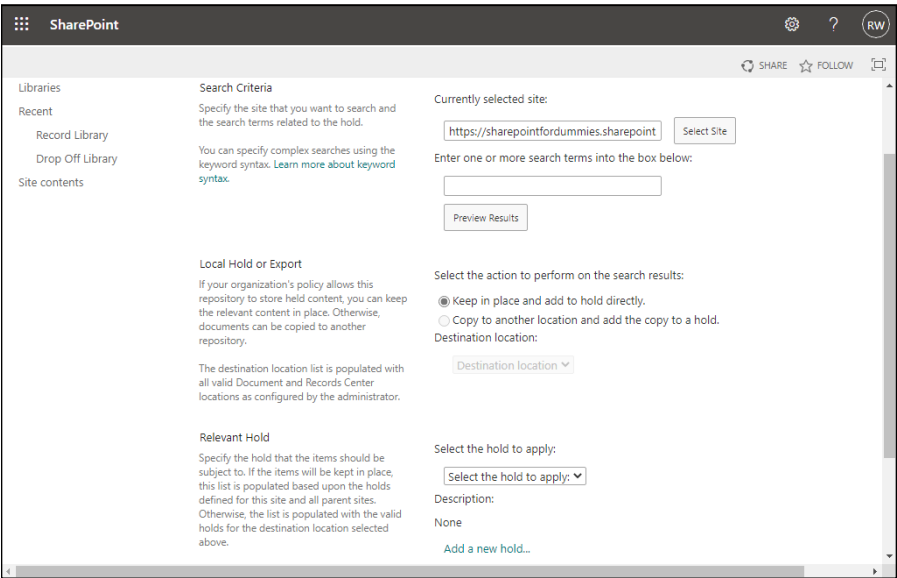 SharePoint
?
RW
SHARE
FOLLOW
Libraries
Recent
Record Library
Drop Off Library
Site contents
Search Criteria
Specify the site that you want to search and
the search terms related to the hold.
You can specify complex searches using the
keyword syntax. Learn more about keyword
syntax.
Currently selected site:
https://sharepointfordummies.sharepoint
Select Site
Enter one or more search terms into the box below:
Preview Results
Local Hold or Export
If your organization's policy allows this
repository to store held content, you can keep
the relevant content in place. Otherwise,
documents can be copied to another
repository.
The destination location list is populated with
all valid Document and Records Center
locations as configured by the administrator.
Select the action to perform on the search results:
Keep in place and add to hold directly.
Copy to another location and add the copy to a hold.
Destination location:
Destination location
Relevant Hold
Specify the hold that the items should be
subject to. If the items will be kept in place,
this list is populated based upon the holds
defined for this site and all parent sites.
Otherwise, the list is populated with the valid
holds for the destination location selected
above.
Select the hold to apply:
Select the hold to apply:
Description:
None
Add a new hold...